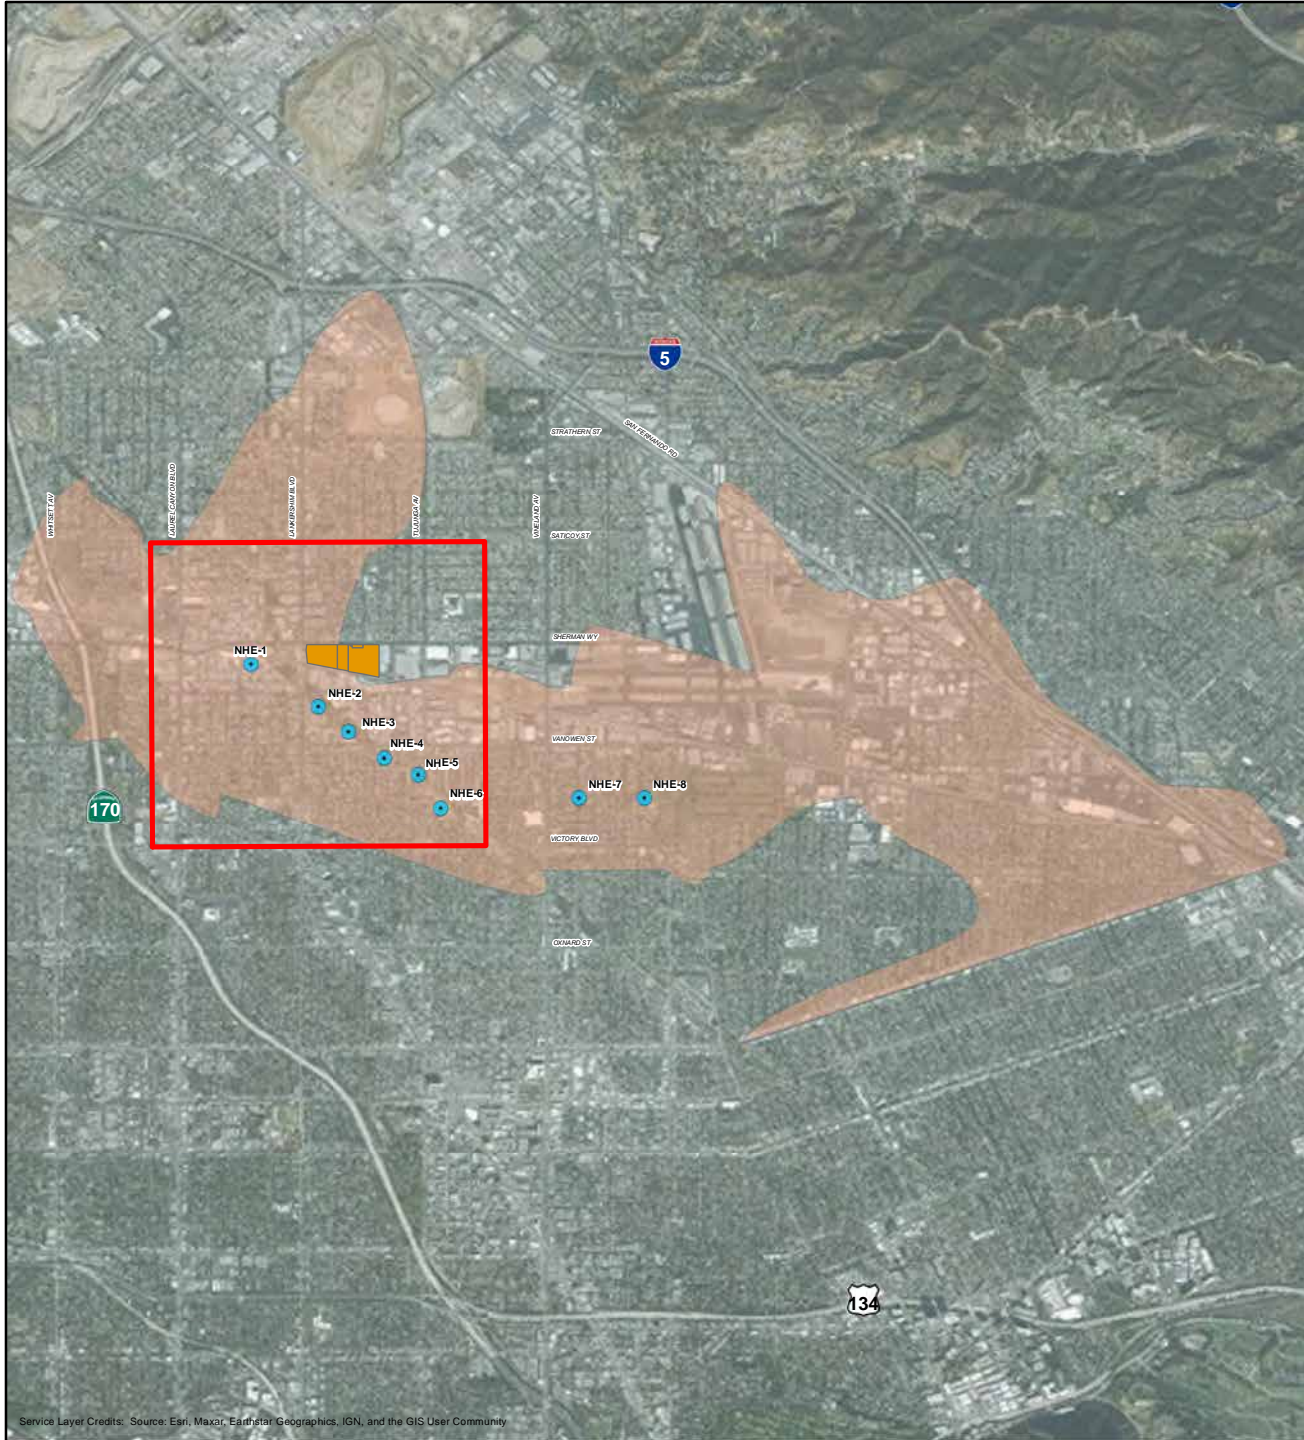 5
STRATHERN ST
SAN FERNANDO RD
WHITSETT AV
LAUREL CANYON BLVD
LANKERSHIM BLVD
TUJUNGA AV
VINELAND AV
SATICOY ST
SHERMAN WY
NHE-1
NHE-2
NHE-3
NHE-4
NHE-5
NHE-6
NHE-7
NHE-8
VANOWEN ST
170
VICTORY BLVD
OXNARD ST
134
Service Layer Credits: Source: Esri, Maxar, Earthstar Geographics, IGN, and the GIS User Community